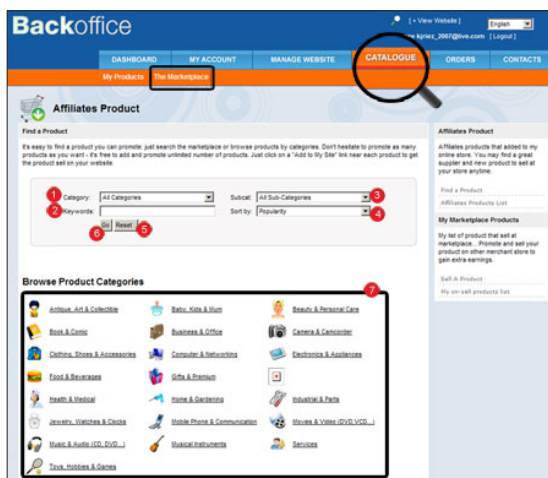 Backoffice
[+ View Website]
English
kjriez_2007@live.com [Logout]
DASHBOARD MY ACCOUNT MANAGE WEBSITE CATALOGUE ORDERS CONTACTS
My Products The Marketplace
Affiliates Product
Find a Product
It's easy to find a product you can promote; just search the marketplace or browse products by categories. Don't hesitate to promote as many
products as you want - it's free to add and promote unlimited number of products. Just click on a "Add to My Site" link near each product to get
the product sell on your website.
1 Category: All Categories Subcat: All Sub-Categories 3
2 Keywords: Sort by: Popularity 4
Go Reset
6 5
Browse Product Categories
7
Antique, Art & Collectible Baby, Kids & Mum Beauty & Personal Care
Book & Comic Business & Office Camera & Camcorder
Clothing, Shoes & Accessories Computer & Networking Electronics & Appliances
Food & Beverages Gifts & Premium
Health & Medical Home & Gardening Industrial & Parts
Jewelry, Watches & Clocks Mobile Phone & Communication Movies & Video (DVD,VCD...)
Music & Audio (CD, DVD...) Musical Instruments Services
Toys, Hobbies & Games
Affiliates Product
Affiliates products that added to my
online store. You may find a great
supplier and new product to sell at
your store anytime.
Find a Product
Affiliates Products List
My Marketplace Products
My list of product that sell at
marketplace... Promote and sell your
product on other merchant store to
gain extra earnings.
Sell A Product
My on-sell products list